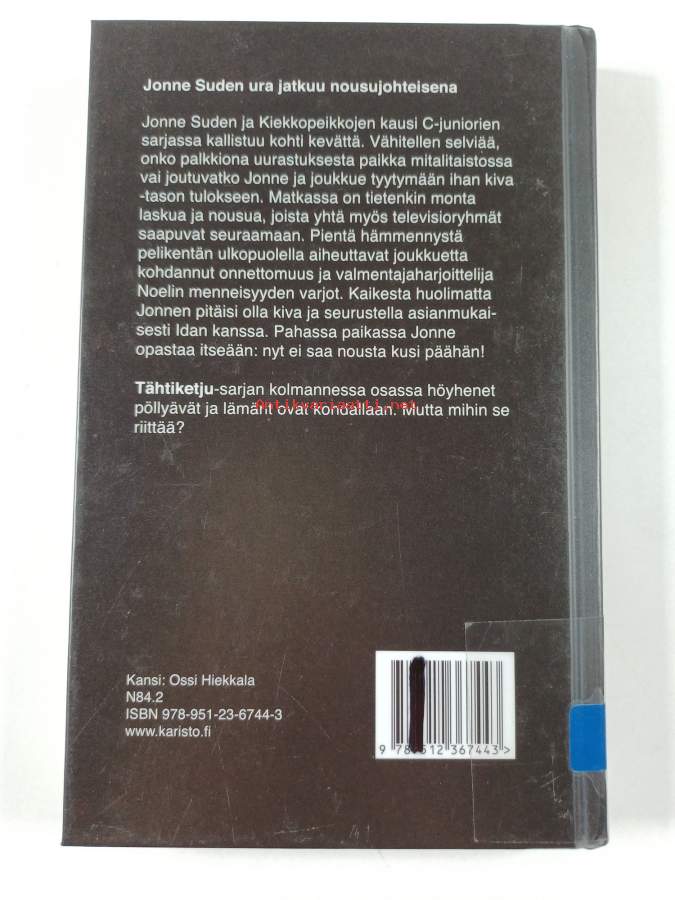 Jonne Suden ura jatkuu nousujohteisena
Jonne Suden ja Kiekkopeikkojen kausi C-juniorien
sarjassa kallistuu kohti kevättä. Vähitellen selviää,
onko palkkiona uurastuksesta paikka mitalitaistossa
vai joutuvatko Jonne ja joukkue tyytymään ihan kiva
-tason tulokseen. Matkassa on tietenkin monta
laskua ja nousua, joista yhtä myös televisioryhmät
saapuvat seuraamaan. Pientä hämmennystä
pelikentän ulkopuolella aiheuttavat joukkuetta
kohdannut onnettomuus ja valmentajaharjoittelija
Noelin menneisyyden varjot. Kaikesta huolimatta
Jonnen pitäisi olla kiva ja seurustella asianmukai-
sesti Idan kanssa. Pahassa paikassa Jonne
opastaa itseään: nyt ei saa nousta kusi päähän!
Tähtiketju-sarjan kolmannessa osassa höyhenet
pöllyävät ja lämärit ovat kohdallaan. Mutta mihin se
riittää?
Antikvariaatti.net
Kansi: Ossi Hiekkala
N84.2
ISBN 978-951-23-6744-3
www.karisto.fi
9 78 512 367443 >